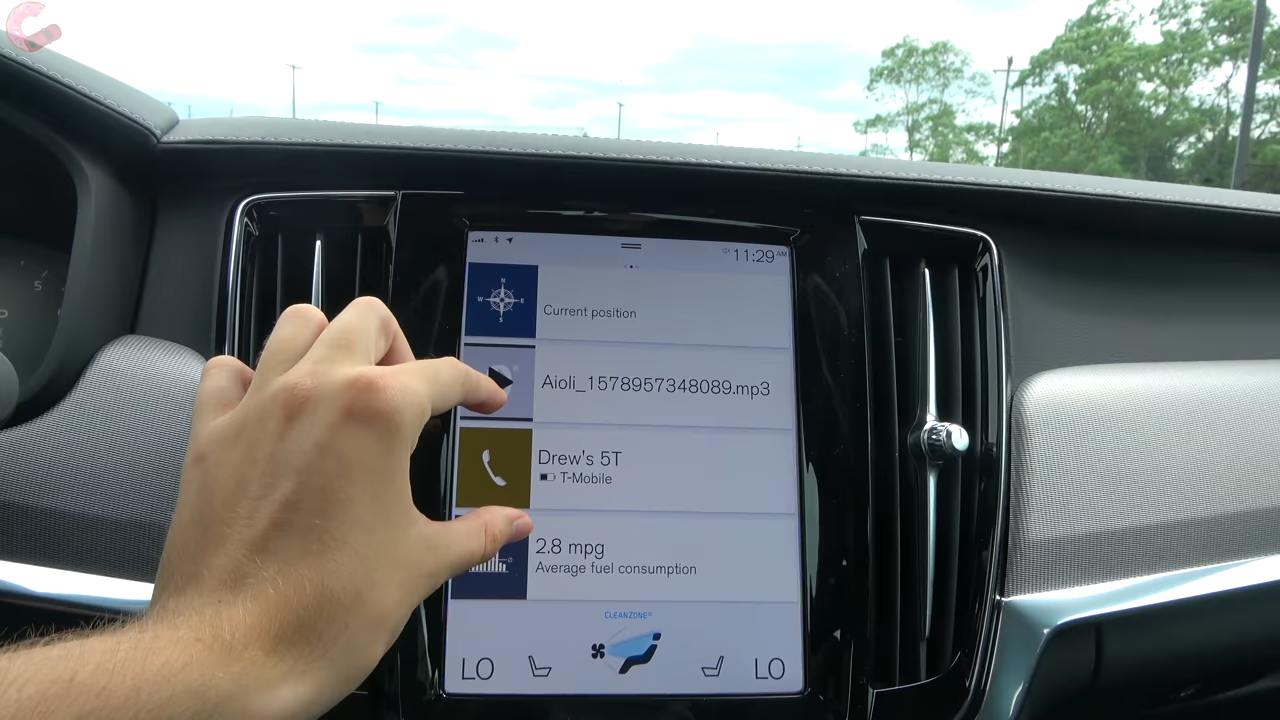 11:29 AM
N
W E
S
Current position
Aioli_1578957348089.mp3
Drew's 5T
T-Mobile
2.8 mpg
Average fuel consumption
CLEANZONE®
LO LO
5